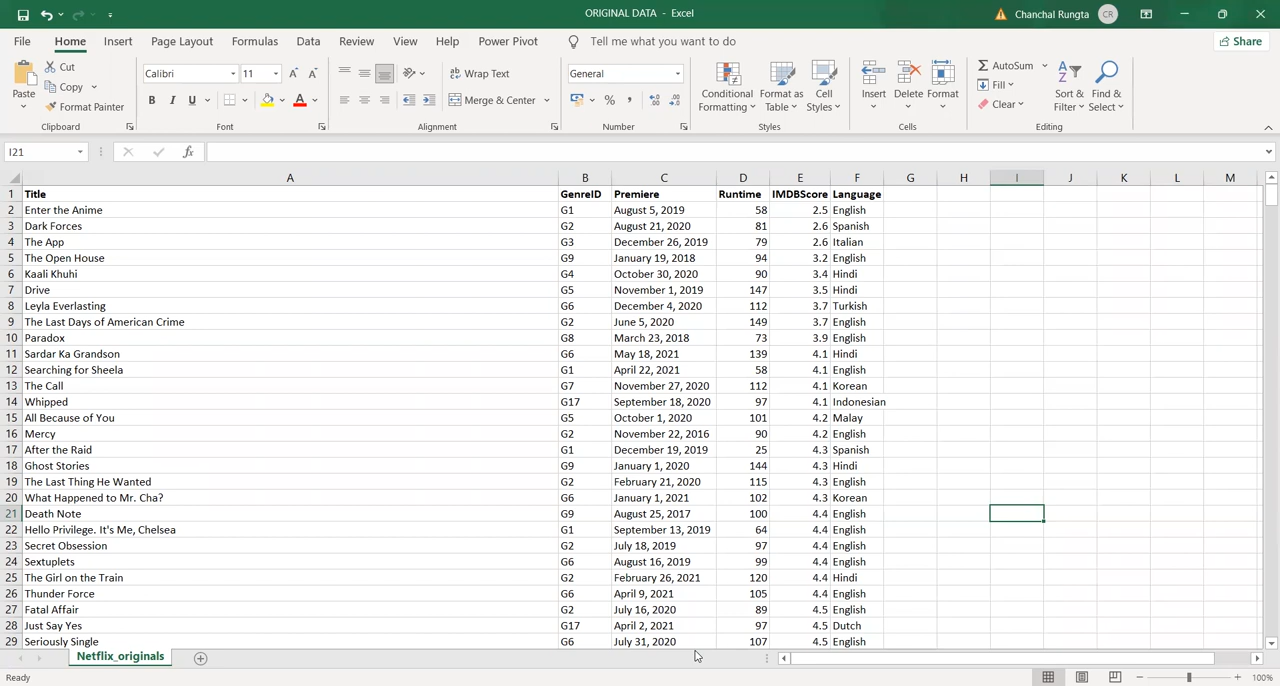 ORIGINAL DATA - Excel
Chanchal Rungta CR
File Home Insert Page Layout Formulas Data Review View Help Power Pivot Tell me what you want to do Share
Paste Cut Copy Format Painter
Calibri 11 B I U A
Wrap Text Merge & Center
General % ,
Conditional Formatting Format as Table Cell Styles
Insert Delete Format
AutoSum Fill Clear Sort & Filter Find & Select
Clipboard Font Alignment Number Styles Cells Editing
I21 fx
A B C D E F G H I J K L M
1 Title GenreID Premiere Runtime IMDBScore Language
2 Enter the Anime G1 August 5, 2019 58 2.5 English
3 Dark Forces G2 August 21, 2020 81 2.6 Spanish
4 The App G3 December 26, 2019 79 2.6 Italian
5 The Open House G9 January 19, 2018 94 3.2 English
6 Kaali Khuhi G4 October 30, 2020 90 3.4 Hindi
7 Drive G5 November 1, 2019 147 3.5 Hindi
8 Leyla Everlasting G6 December 4, 2020 112 3.7 Turkish
9 The Last Days of American Crime G2 June 5, 2020 149 3.7 English
10 Paradox G8 March 23, 2018 73 3.9 English
11 Sardar Ka Grandson G6 May 18, 2021 139 4.1 Hindi
12 Searching for Sheela G1 April 22, 2021 58 4.1 English
13 The Call G7 November 27, 2020 112 4.1 Korean
14 Whipped G17 September 18, 2020 97 4.1 Indonesian
15 All Because of You G5 October 1, 2020 101 4.2 Malay
16 Mercy G2 November 22, 2016 90 4.2 English
17 After the Raid G1 December 19, 2019 25 4.3 Spanish
18 Ghost Stories G9 January 1, 2020 144 4.3 Hindi
19 The Last Thing He Wanted G2 February 21, 2020 115 4.3 English
20 What Happened to Mr. Cha? G6 January 1, 2021 102 4.3 Korean
21 Death Note G9 August 25, 2017 100 4.4 English
22 Hello Privilege. It's Me, Chelsea G1 September 13, 2019 64 4.4 English
23 Secret Obsession G2 July 18, 2019 97 4.4 English
24 Sextuplets G6 August 16, 2019 99 4.4 English
25 The Girl on the Train G2 February 26, 2021 120 4.4 Hindi
26 Thunder Force G6 April 9, 2021 105 4.4 English
27 Fatal Affair G2 July 16, 2020 89 4.5 English
28 Just Say Yes G17 April 2, 2021 97 4.5 Dutch
29 Seriously Single G6 July 31, 2020 107 4.5 English
Netflix_originals
Ready 100%